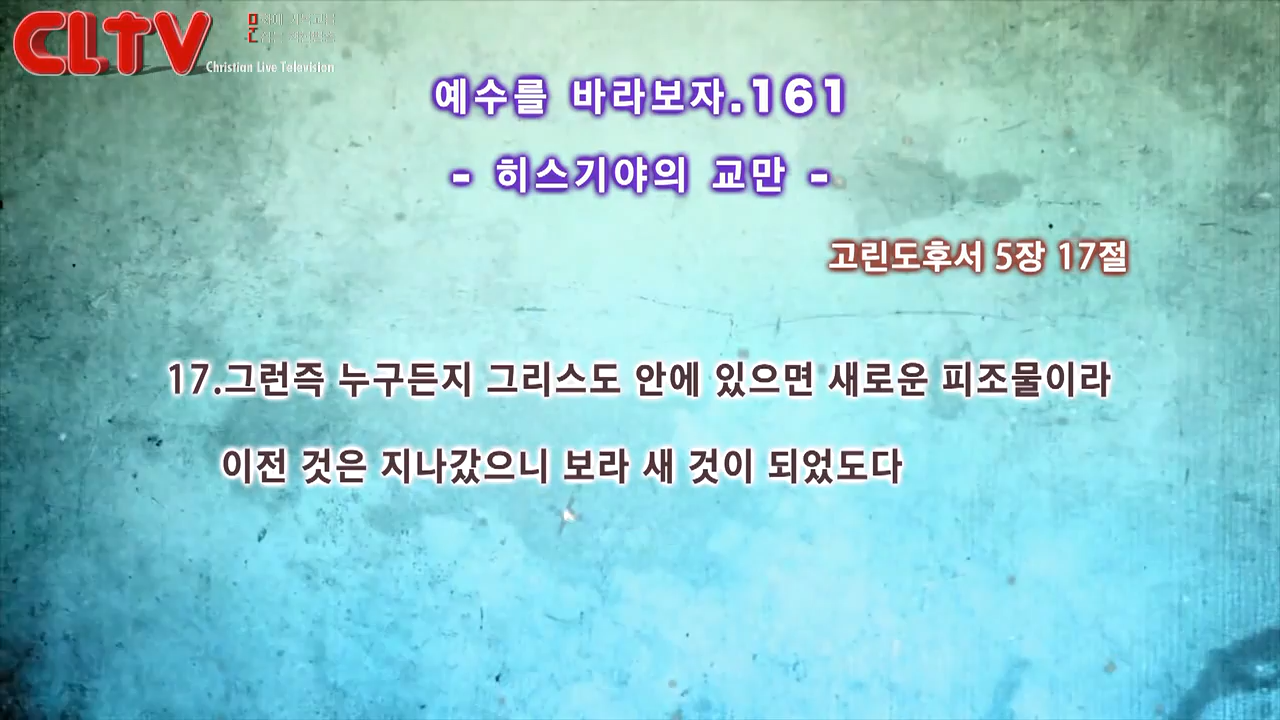 CLTV
Christian Live Television
예수를 바라보자.161
- 히스기야의 교만 -
고린도후서 5장 17절
17.그런즉 누구든지 그리스도 안에 있으면 새로운 피조물이라
이전 것은 지나갔으니 보라 새 것이 되었도다